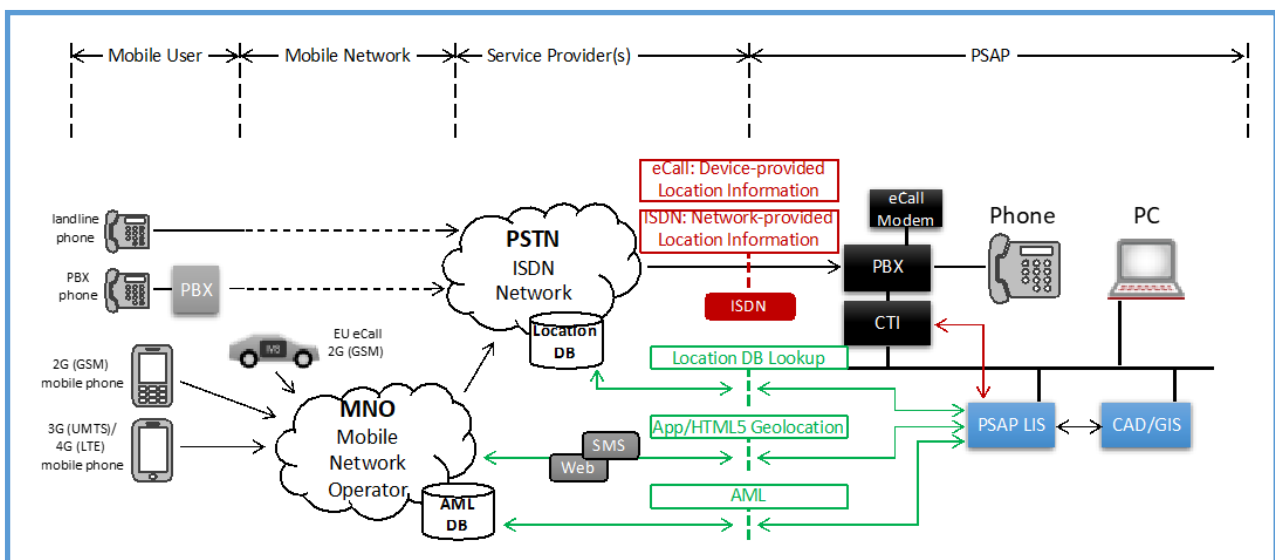 Mobile User
Mobile Network
Service Provider(s)
PSAP
eCall: Device-provided
Location Information
ISDN: Network-provided
Location Information
eCall
Modem
Phone
PC
landline
phone
PSTN
ISDN
Network
PBX
PBX
phone
PBX
ISDN
CTI
Location
DB
EU eCall
2G (GSM)
IVS
2G (GSM)
mobile phone
Location DB Lookup
MNO
Mobile
Network
Operator
3G (UMTS)/
4G (LTE)
mobile phone
App/HTML5 Geolocation
SMS
Web
PSAP LIS
CAD/GIS
AML
DB
AML